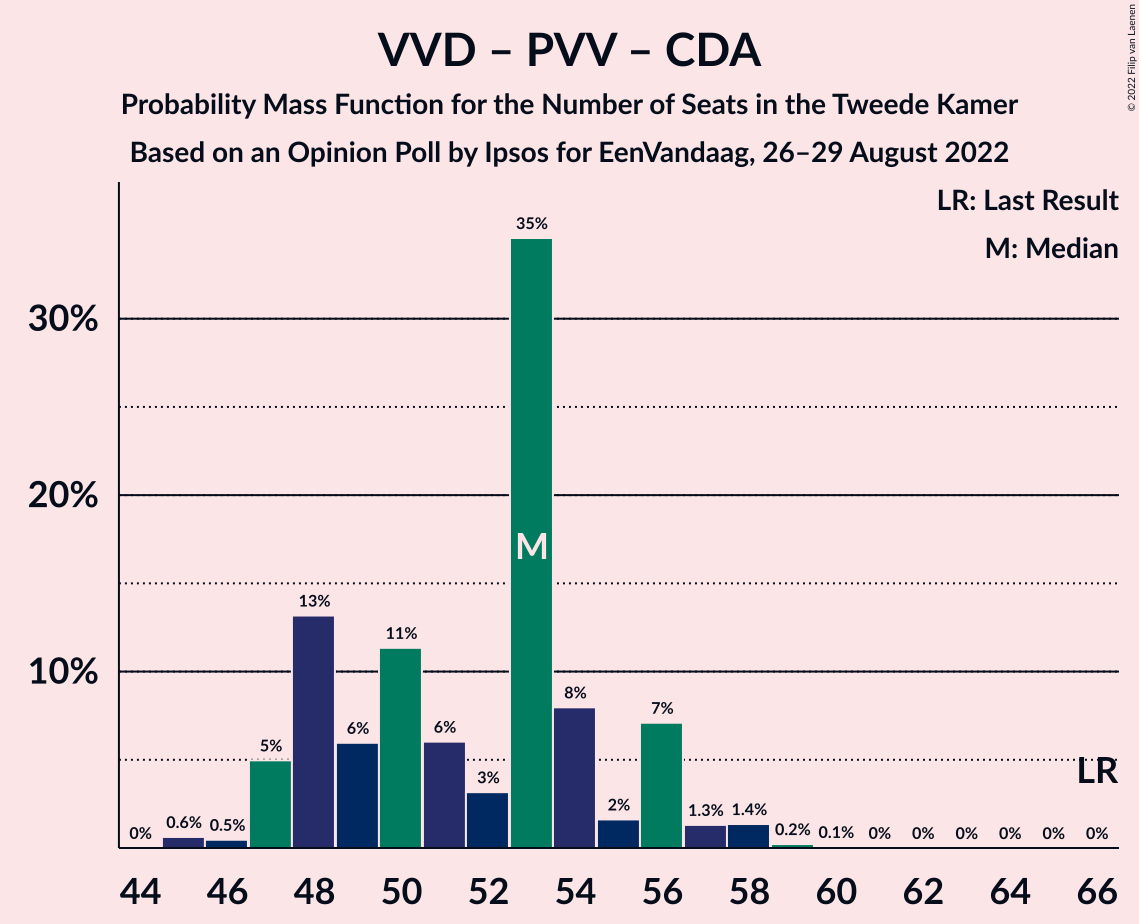 VVD – PVV – CDA
Probability Mass Function for the Number of Seats in the Tweede Kamer
Based on an Opinion Poll by Ipsos for EenVandaag, 26–29 August 2022
© 2022 Filip van Laenen
LR: Last Result
M: Median
30%
20%
10%
0%
0.6%
0.5%
5%
13%
6%
11%
6%
3%
35%
M
8%
2%
7%
1.3%
1.4%
0.2%
0.1%
0%
0%
0%
0%
0%
0%
LR
44 46 48 50 52 54 56 58 60 62 64 66